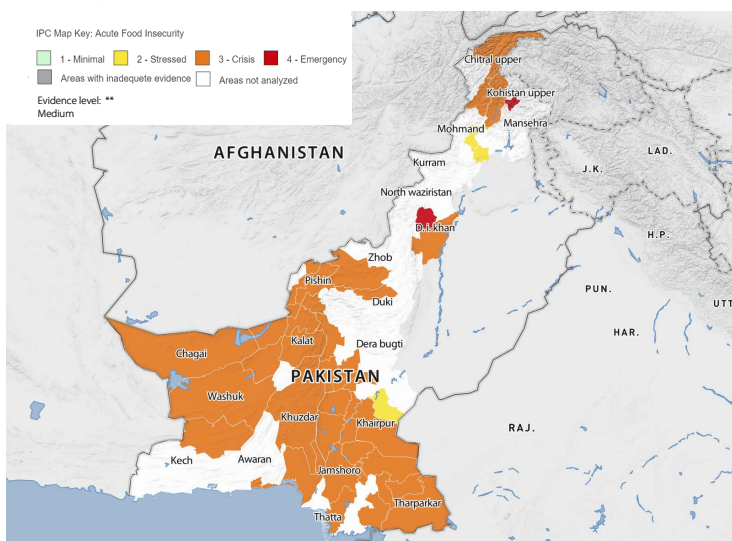 IPC Map Key: Acute Food Insecurity
1 - Minimal
2 - Stressed
3 - Crisis
4 - Emergency
Areas with inadequete evidence
Areas not analyzed
Evidence level: **
Medium
Chitral upper
Kohistan upper
Mansehra
Mohmand
AFGHANISTAN
LAD.
Kurram
J.K.
North waziristan
D.i.khan
H.P.
Zhob
Pishin
PUN.
Duki
UTT
HAR.
Kalat
Dera bugti
Chagai
PAKISTAN
Washuk
Khuzdar
Khairpur
RAJ.
Kech
Awaran
Jamshoro
Tharparkar
Thatta